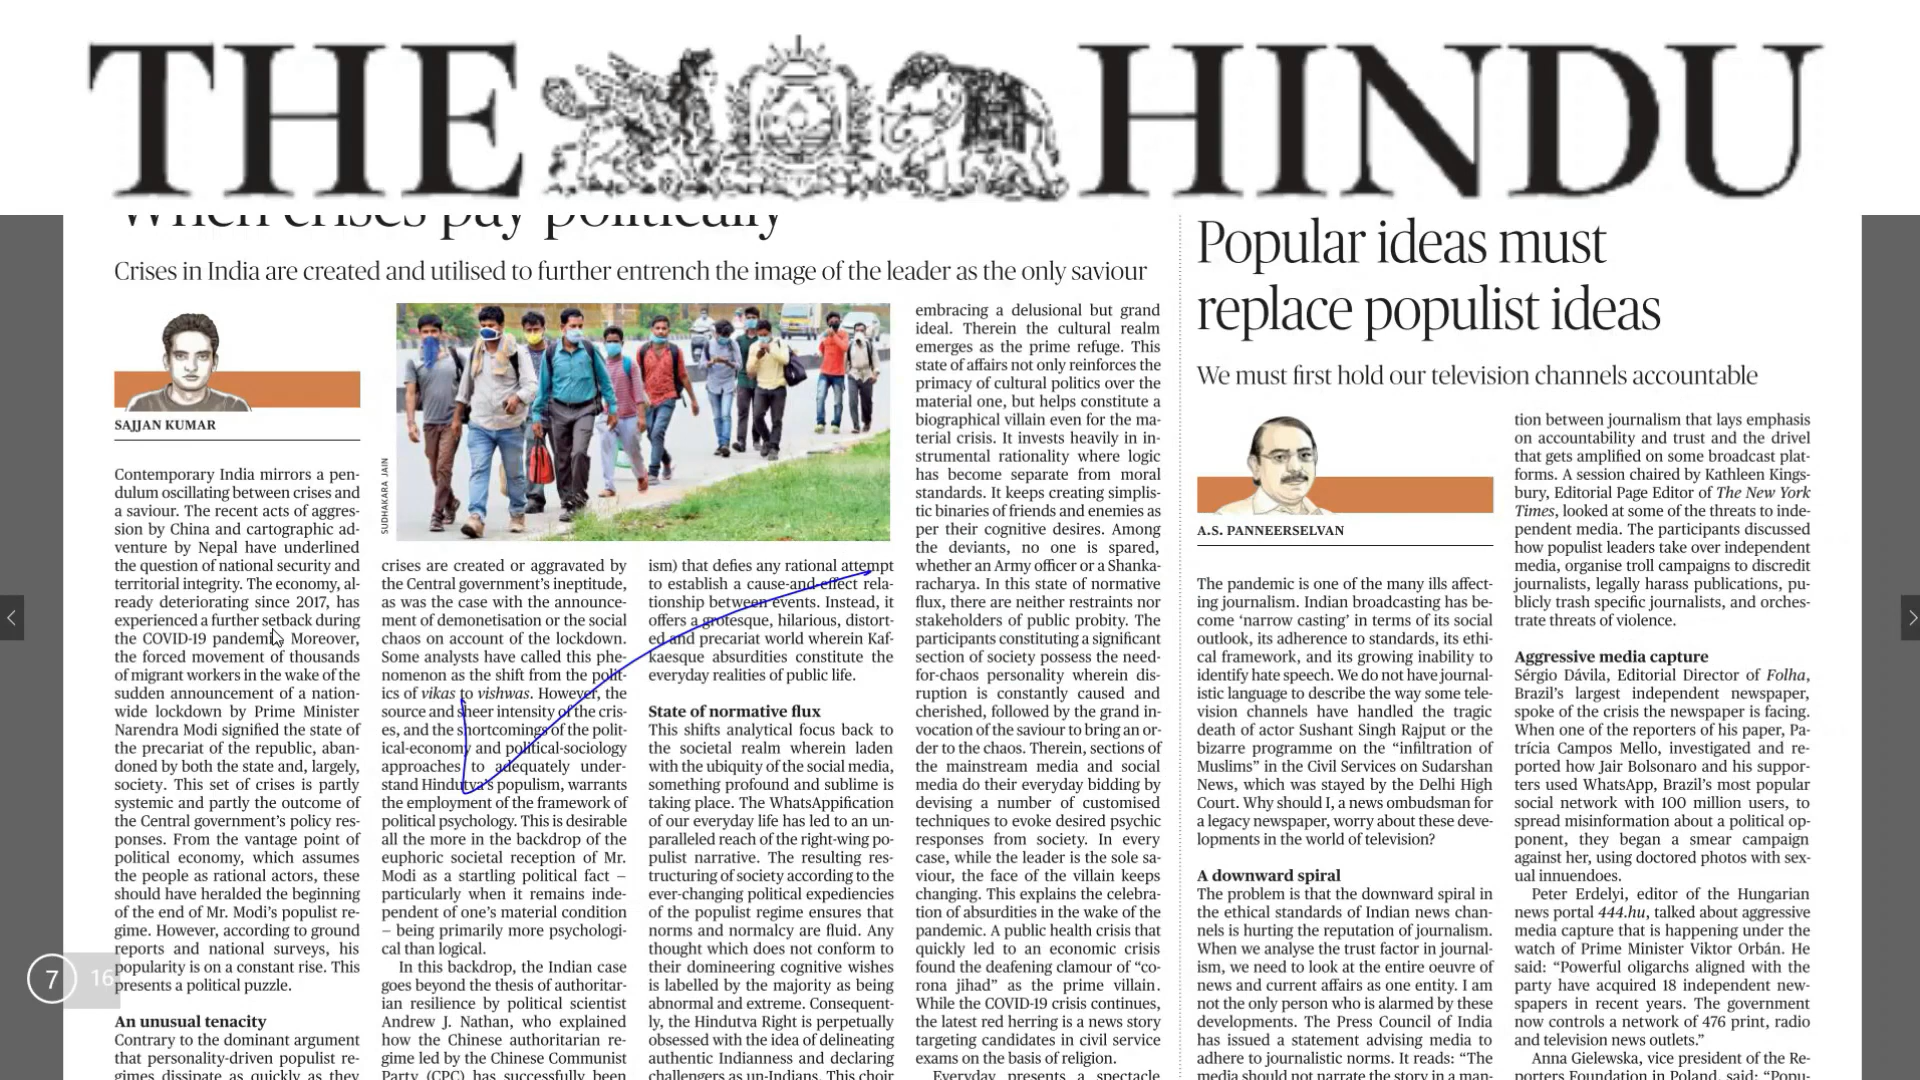 THE HINDU
When crises pay politically
Crises in India are created and utilised to further entrench the image of the leader as the only saviour
SAJJAN KUMAR
Contemporary India mirrors a pen-
dulum oscillating between crises and
a saviour. The recent acts of aggres-
sion by China and cartographic ad-
venture by Nepal have underlined
the question of national security and
territorial integrity. The economy, al-
ready deteriorating since 2017, has
experienced a further setback during
the COVID-19 pandemic. Moreover,
the forced movement of thousands
of migrant workers in the wake of the
sudden announcement of a nation-
wide lockdown by Prime Minister
Narendra Modi signified the state of
the precariat of the republic, aban-
doned by both the state and, largely,
society. This set of crises is partly
systemic and partly the outcome of
the Central government's policy res-
ponses. From the vantage point of
political economy, which assumes
the people as rational actors, these
should have heralded the beginning
of the end of Mr. Modi's populist re-
gime. However, according to ground
reports and national surveys, his
popularity is on a constant rise. This
presents a political puzzle.
An unusual tenacity
Contrary to the dominant argument
that personality-driven populist re-
gimes dissipate as quickly as they
SUDHAKARA JAIN
crises are created or aggravated by
the Central government's ineptitude,
as was the case with the announce-
ment of demonetisation or the social
chaos on account of the lockdown.
Some analysts have called this phe-
nomenon as the shift from the polit-
ics of vikas to vishwas. However, the
source and sheer intensity of the cris-
es, and the shortcomings of the polit-
ical-economy and political-sociology
approaches to adequately under-
stand Hindutva's populism, warrants
the employment of the framework of
political psychology. This is desirable
all the more in the backdrop of the
euphoric societal reception of Mr.
Modi as a startling political fact –
particularly when it remains inde-
pendent of one's material condition
– being primarily more psychologi-
cal than logical.
In this backdrop, the Indian case
goes beyond the thesis of authoritar-
ian resilience by political scientist
Andrew J. Nathan, who explained
how the Chinese authoritarian re-
gime led by the Chinese Communist
Party (CPC) has successfully been
ism) that defies any rational attempt
to establish a cause-and-effect rela-
tionship between events. Instead, it
offers a grotesque, hilarious, distort-
ed and precariat world wherein Kaf-
kaesque absurdities constitute the
everyday realities of public life.
State of normative flux
This shifts analytical focus back to
the societal realm wherein laden
with the ubiquity of the social media,
something profound and sublime is
taking place. The WhatsAppification
of our everyday life has led to an un-
paralleled reach of the right-wing po-
pulist narrative. The resulting res-
tructuring of society according to the
ever-changing political expediencies
of the populist regime ensures that
norms and normalcy are fluid. Any
thought which does not conform to
their domineering cognitive wishes
is labelled by the majority as being
abnormal and extreme. Consequent-
ly, the Hindutva Right is perpetually
obsessed with the idea of delineating
authentic Indianness and declaring
challengers as un-Indians. This choir
embracing a delusional but grand
ideal. Therein the cultural realm
emerges as the prime refuge. This
state of affairs not only reinforces the
primacy of cultural politics over the
material one, but helps constitute a
biographical villain even for the ma-
terial crisis. It invests heavily in in-
strumental rationality where logic
has become separate from moral
standards. It keeps creating simplis-
tic binaries of friends and enemies as
per their cognitive desires. Among
the deviants, no one is spared,
whether an Army officer or a Shanka-
racharya. In this state of normative
flux, there are neither restraints nor
stakeholders of public probity. The
participants constituting a significant
section of society possess the need-
for-chaos personality wherein dis-
ruption is constantly caused and
cherished, followed by the grand in-
vocation of the saviour to bring an or-
der to the chaos. Therein, sections of
the mainstream media and social
media do their everyday bidding by
devising a number of customised
techniques to evoke desired psychic
responses from society. In every
case, while the leader is the sole sa-
viour, the face of the villain keeps
changing. This explains the celebra-
tion of absurdities in the wake of the
pandemic. A public health crisis that
quickly led to an economic crisis
found the deafening clamour of “co-
rona jihad” as the prime villain.
While the COVID-19 crisis continues,
the latest red herring is a news story
targeting candidates in civil service
exams on the basis of religion.
Everyday presents a spectacle
Popular ideas must
replace populist ideas
We must first hold our television channels accountable
A.S. PANNEERSELVAN
The pandemic is one of the many ills affect-
ing journalism. Indian broadcasting has be-
come ‘narrow casting’ in terms of its social
outlook, its adherence to standards, its ethi-
cal framework, and its growing inability to
identify hate speech. We do not have journal-
istic language to describe the way some tele-
vision channels have handled the tragic
death of actor Sushant Singh Rajput or the
bizarre programme on the “infiltration of
Muslims” in the Civil Services on Sudarshan
News, which was stayed by the Delhi High
Court. Why should I, a news ombudsman for
a legacy newspaper, worry about these deve-
lopments in the world of television?
A downward spiral
The problem is that the downward spiral in
the ethical standards of Indian news chan-
nels is hurting the reputation of journalism.
When we analyse the trust factor in journal-
ism, we need to look at the entire oeuvre of
news and current affairs as one entity. I am
not the only person who is alarmed by these
developments. The Press Council of India
has issued a statement advising media to
adhere to journalistic norms. It reads: “The
media should not narrate the story in a man-
tion between journalism that lays emphasis
on accountability and trust and the drivel
that gets amplified on some broadcast plat-
forms. A session chaired by Kathleen Kings-
bury, Editorial Page Editor of The New York
Times, looked at some of the threats to inde-
pendent media. The participants discussed
how populist leaders take over independent
media, organise troll campaigns to discredit
journalists, legally harass publications, pu-
blicly trash specific journalists, and orches-
trate threats of violence.
Aggressive media capture
Sérgio Dávila, Editorial Director of Folha,
Brazil's largest independent newspaper,
spoke of the crisis the newspaper is facing.
When one of the reporters of his paper, Pa-
trícia Campos Mello, investigated and re-
ported how Jair Bolsonaro and his suppor-
ters used WhatsApp, Brazil's most popular
social network with 100 million users, to
spread misinformation about a political op-
ponent, they began a smear campaign
against her, using doctored photos with sex-
ual innuendoes.
Peter Erdelyi, editor of the Hungarian
news portal 444.hu, talked about aggressive
media capture that is happening under the
watch of Prime Minister Viktor Orbán. He
said: “Powerful oligarchs aligned with the
party have acquired 18 independent new-
spapers in recent years. The government
now controls a network of 476 print, radio
and television news outlets.”
Anna Gielewska, vice president of the Re-
porters Foundation in Poland, said: “Popu-
7 16